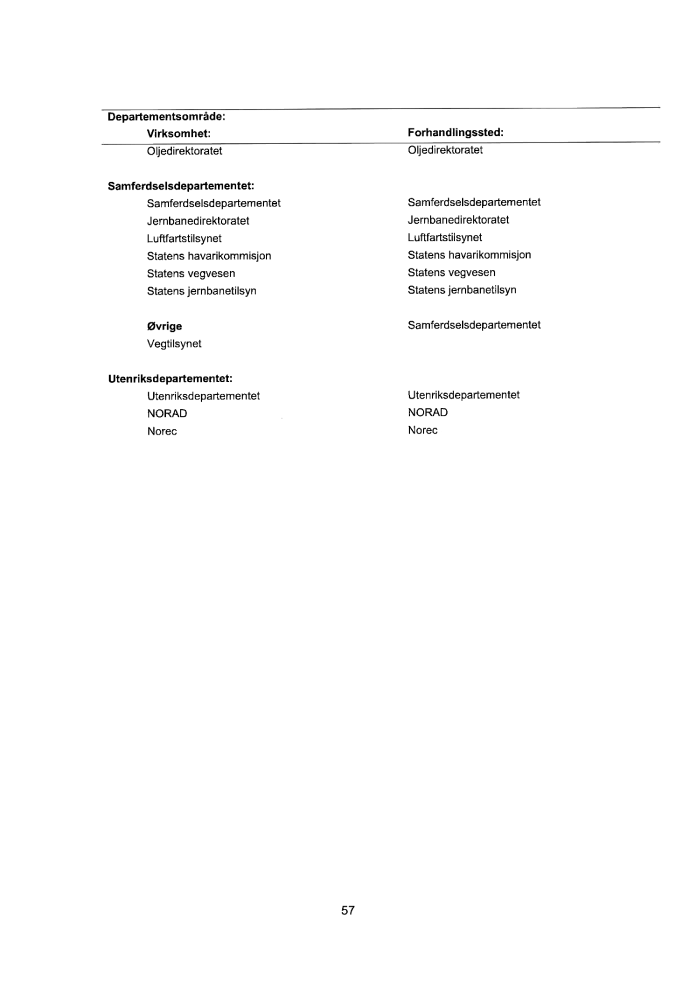 Departementsområde:
Virksomhet: Forhandlingssted:
Oljedirektoratet Oljedirektoratet
Samferdselsdepartementet:
Samferdselsdepartementet Samferdselsdepartementet
Jernbanedirektoratet Jernbanedirektoratet
Luftfartstilsynet Luftfartstilsynet
Statens havarikommisjon Statens havarikommisjon
Statens vegvesen Statens vegvesen
Statens jernbanetilsyn Statens jernbanetilsyn
Øvrige Samferdselsdepartementet
Vegtilsynet
Utenriksdepartementet:
Utenriksdepartementet Utenriksdepartementet
NORAD NORAD
Norec Norec
57